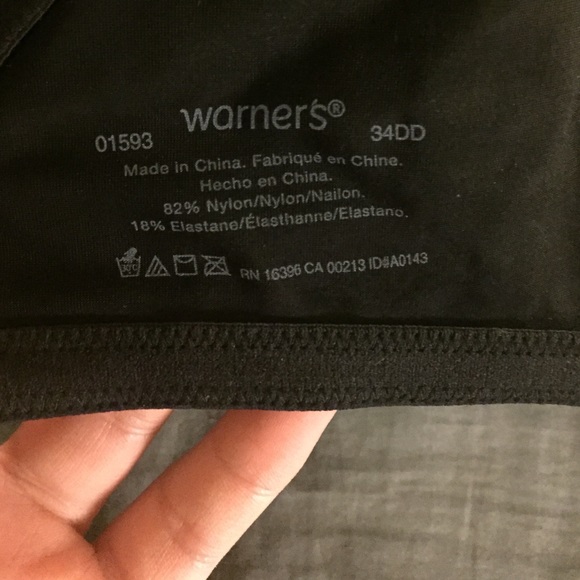 warner's®
01593 34DD
Made in China. Fabriqué en Chine.
Hecho en China.
82% Nylon/Nylon/Nailon.
18% Elastane/Élasthanne/Elastano.
RN 16396 CA 00213 ID#A0143